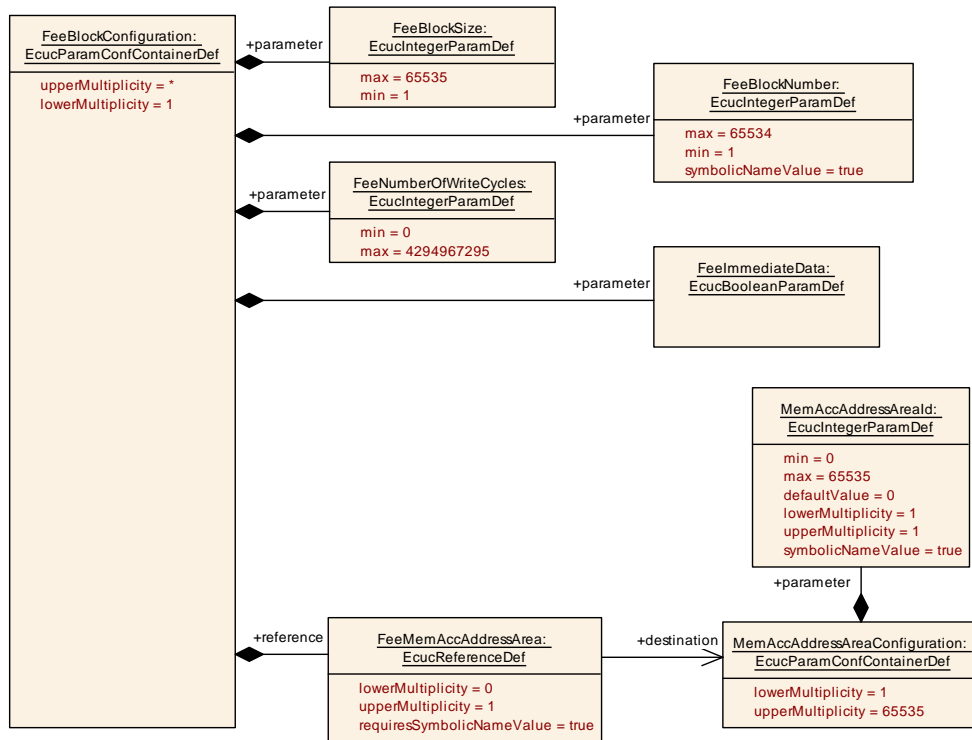 FeeBlockConfiguration:
EcucParamConfContainerDef
upperMultiplicity = *
lowerMultiplicity = 1
+parameter
FeeBlockSize:
EcucIntegerParamDef
max = 65535
min = 1
+parameter
FeeBlockNumber:
EcucIntegerParamDef
max = 65534
min = 1
symbolicNameValue = true
+parameter
FeeNumberOfWriteCycles:
EcucIntegerParamDef
min = 0
max = 4294967295
+parameter
FeeImmediateData:
EcucBooleanParamDef
MemAccAddressAreaId:
EcucIntegerParamDef
min = 0
max = 65535
defaultValue = 0
lowerMultiplicity = 1
upperMultiplicity = 1
symbolicNameValue = true
+parameter
+reference
FeeMemAccAddressArea:
EcucReferenceDef
lowerMultiplicity = 0
upperMultiplicity = 1
requiresSymbolicNameValue = true
+destination
MemAccAddressAreaConfiguration:
EcucParamConfContainerDef
lowerMultiplicity = 1
upperMultiplicity = 65535